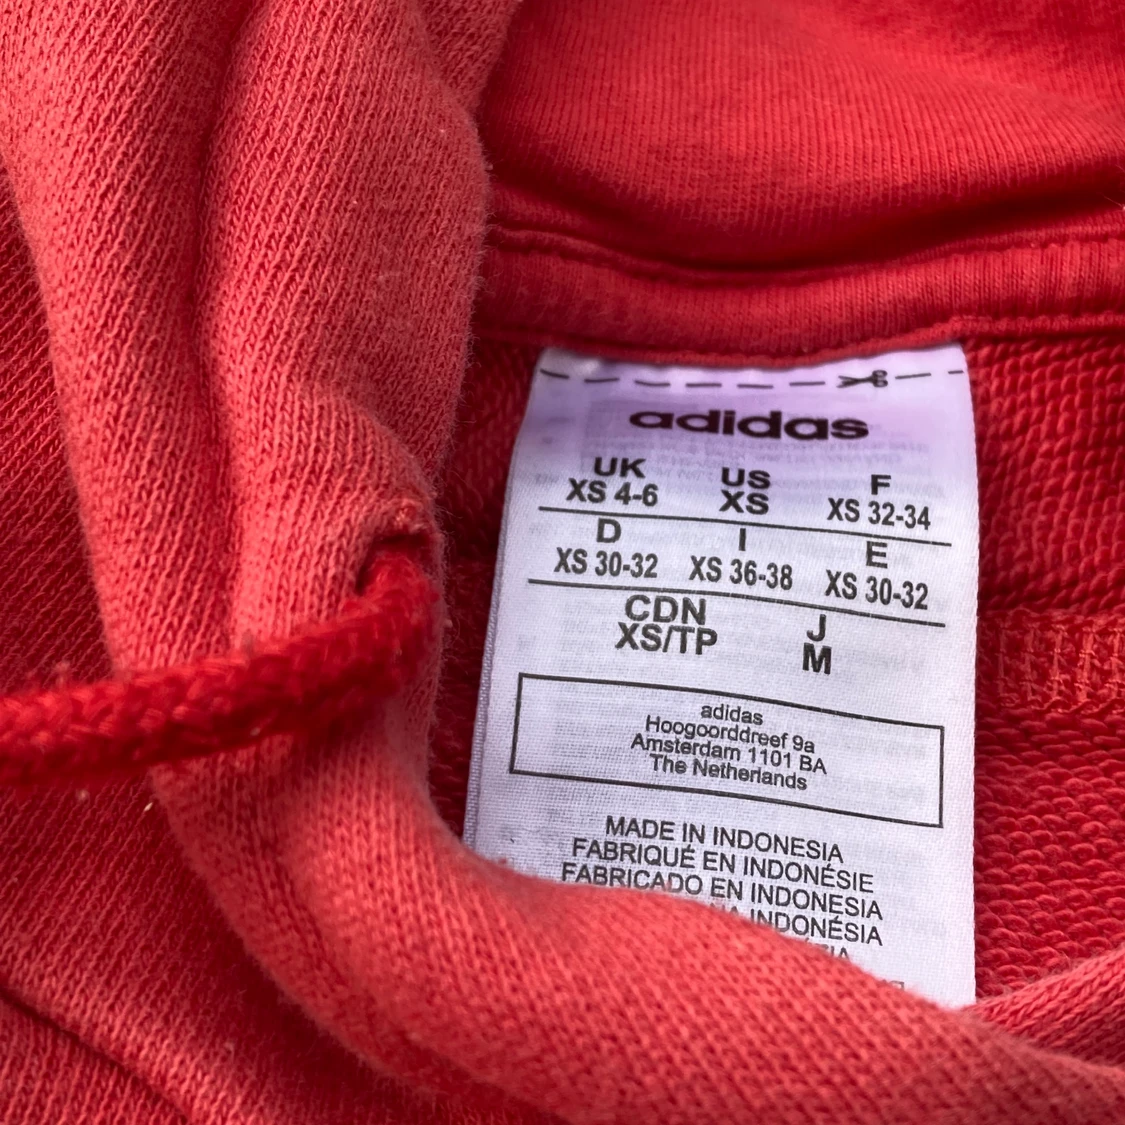 adidas
UK US F
XS 4-6 XS XS 32-34
D I E
XS 30-32 XS 36-38 XS 30-32
CDN J
XS/TP M
adidas
Hoogoorddreef 9a
Amsterdam 1101 BA
The Netherlands
MADE IN INDONESIA
FABRIQUÉ EN INDONÉSIE
FABRICADO EN INDONESIA
INDONÉSIA